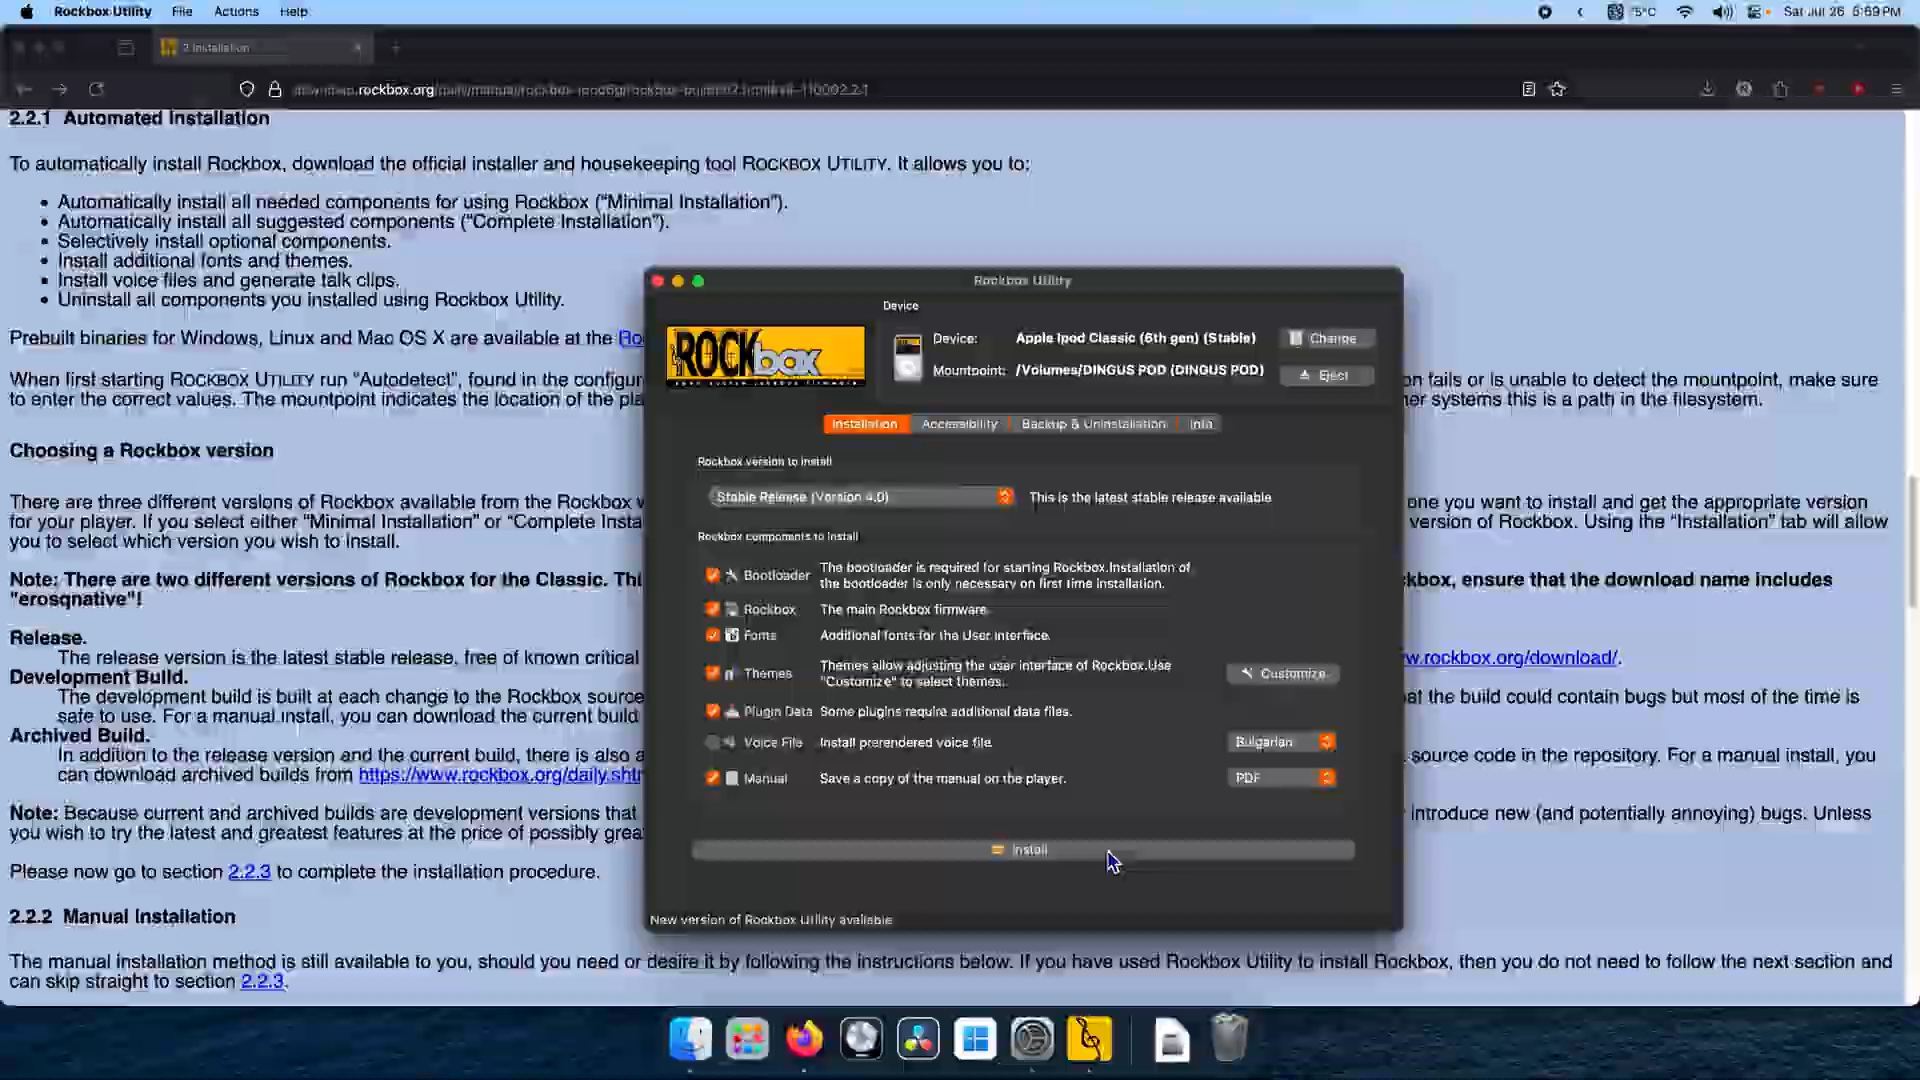 Rockbox Utility File Actions Help
Sat Jul 26
2 Installation
2.2.1 Automated Installation
To automatically install Rockbox, download the official installer and housekeeping tool ROCKBOX UTILITY. It allows you to:
• Automatically install all needed components for using Rockbox (“Minimal Installation”).
• Automatically install all suggested components (“Complete Installation”).
• Selectively install optional components.
• Install additional fonts and themes.
• Install voice files and generate talk clips.
• Uninstall all components you installed using Rockbox Utility.
Prebuilt binaries for Windows, Linux and Mac OS X are available at the
When first starting ROCKBOX UTILITY run “Autodetect”, found in the fails or is unable to detect the mountpoint, make sure
to enter the correct values. The mountpoint indicates the location of the systems this is a path in the filesystem.
Choosing a Rockbox version
There are three different versions of Rockbox available from the Rockbox one you want to install and get the appropriate version
for your player. If you select either “Minimal Installation” or “Complete version of Rockbox. Using the “Installation” tab will allow
you to select which version you wish to install.
Note: There are two different versions of Rockbox for the Classic. ensure that the download name includes
"erosqnative"!
Release.
The release version is the latest stable release, free of known critical w.rockbox.org/download/.
Development Build.
The development build is built at each change to the Rockbox the build could contain bugs but most of the time is
safe to use. For a manual install, you can download the current build
Archived Build.
In addition to the release version and the current build, there is also a source code in the repository. For a manual install, you
can download archived builds from https://www.rockbox.org/daily.sht
Note: Because current and archived builds are development versions that introduce new (and potentially annoying) bugs. Unless
you wish to try the latest and greatest features at the price of possibly
Please now go to section 2.2.3 to complete the installation procedure.
2.2.2 Manual Installation
The manual installation method is still available to you, should you need or desire it by following the instructions below. If you have used Rockbox Utility to install Rockbox, then you do not need to follow the next section and
can skip straight to section 2.2.3.
Rockbox Utility
Device
ROCKbox
Device: Apple Ipod Classic (6th gen) (Stable) Change
Mountpoint: /Volumes/DINGUS POD (DINGUS POD) Eject
Installation Accessibility Backup & Uninstallation Info
Rockbox version to install
Stable Release (Version 4.0) This is the latest stable release available
Rockbox components to install
Bootloader The bootloader is required for starting Rockbox.Installation of
the bootloader is only necessary on first time installation.
Rockbox The main Rockbox firmware.
Fonts Additional fonts for the User interface.
Themes Themes allow adjusting the user interface of Rockbox.Use
"Customize" to select themes. Customize
Plugin Data Some plugins require additional data files.
Voice File Install prerendered voice file. Bulgarian
Manual Save a copy of the manual on the player. PDF
Install
New version of Rockbox Utility available